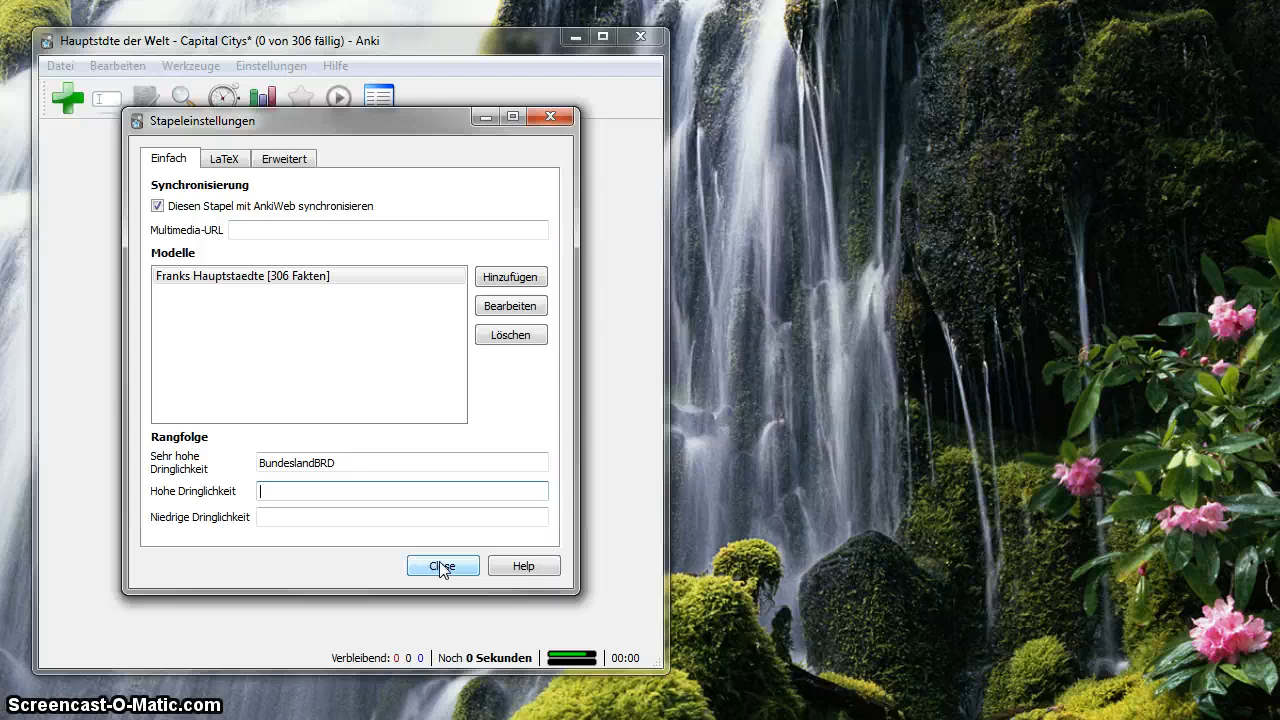 Hauptstdte der Welt - Capital Citys* (0 von 306 fällig) - Anki
Datei Bearbeiten Werkzeuge Einstellungen Hilfe
Stapeleinstellungen
Einfach LaTeX Erweitert
Synchronisierung
Diesen Stapel mit AnkiWeb synchronisieren
Multimedia-URL
Modelle
Franks Hauptstaedte [306 Fakten]
Hinzufügen
Bearbeiten
Löschen
Rangfolge
Sehr hohe
Dringlichkeit
BundeslandBRD
Hohe Dringlichkeit
Niedrige Dringlichkeit
Close Help
Verbleibend: 0 0 0 Noch 0 Sekunden 00:00
Screencast-O-Matic.com